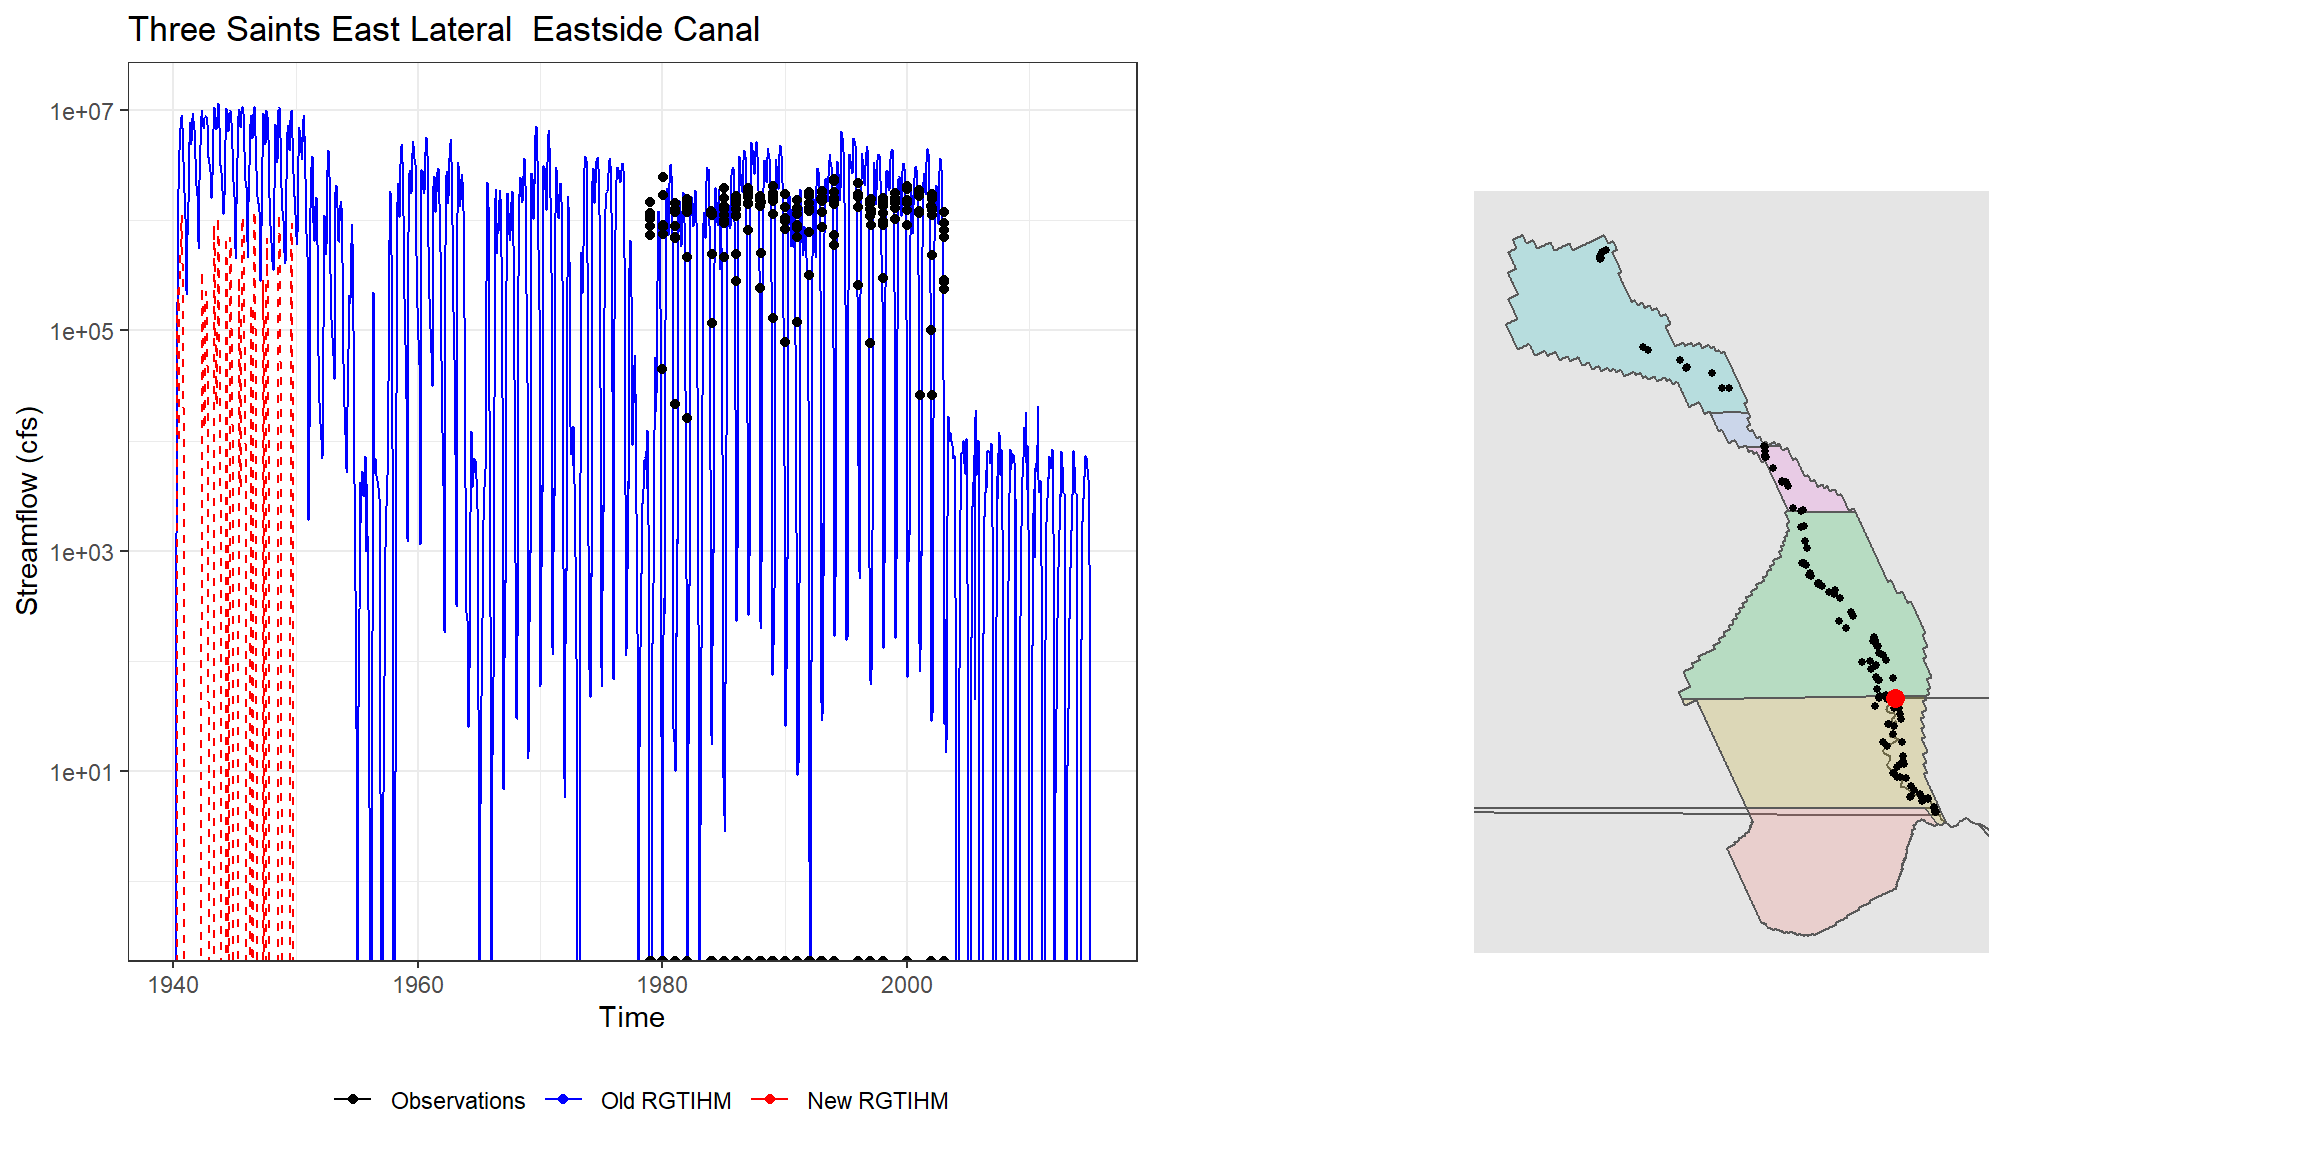 Three Saints East Lateral  Eastside Canal
1e+07
1e+05
1e+03
1e+01
Streamflow (cfs)
1940 1960 1980 2000
Time
Observations Old RGTIHM New RGTIHM